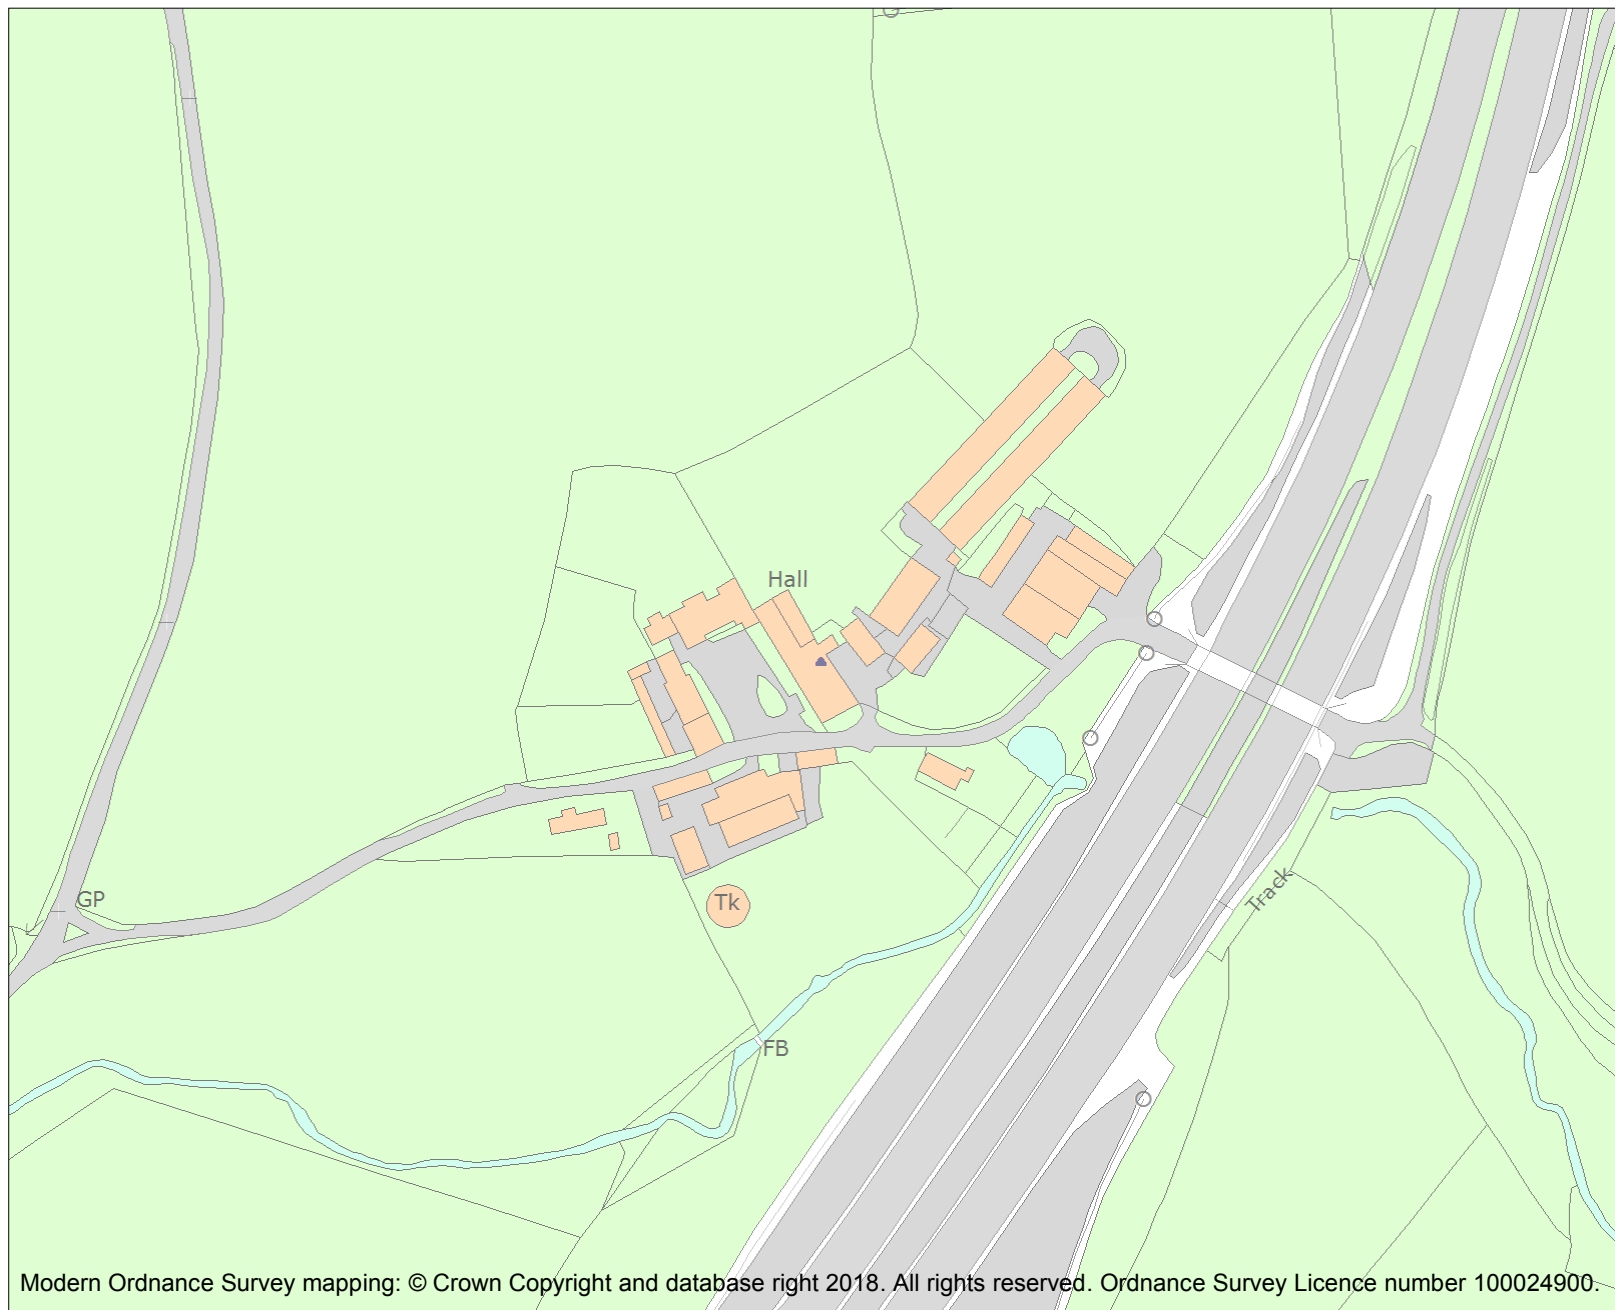 Hall
GP
Tk
Track
FB
Modern Ordnance Survey mapping: © Crown Copyright and database right 2018. All rights reserved. Ordnance Survey Licence number 100024900.